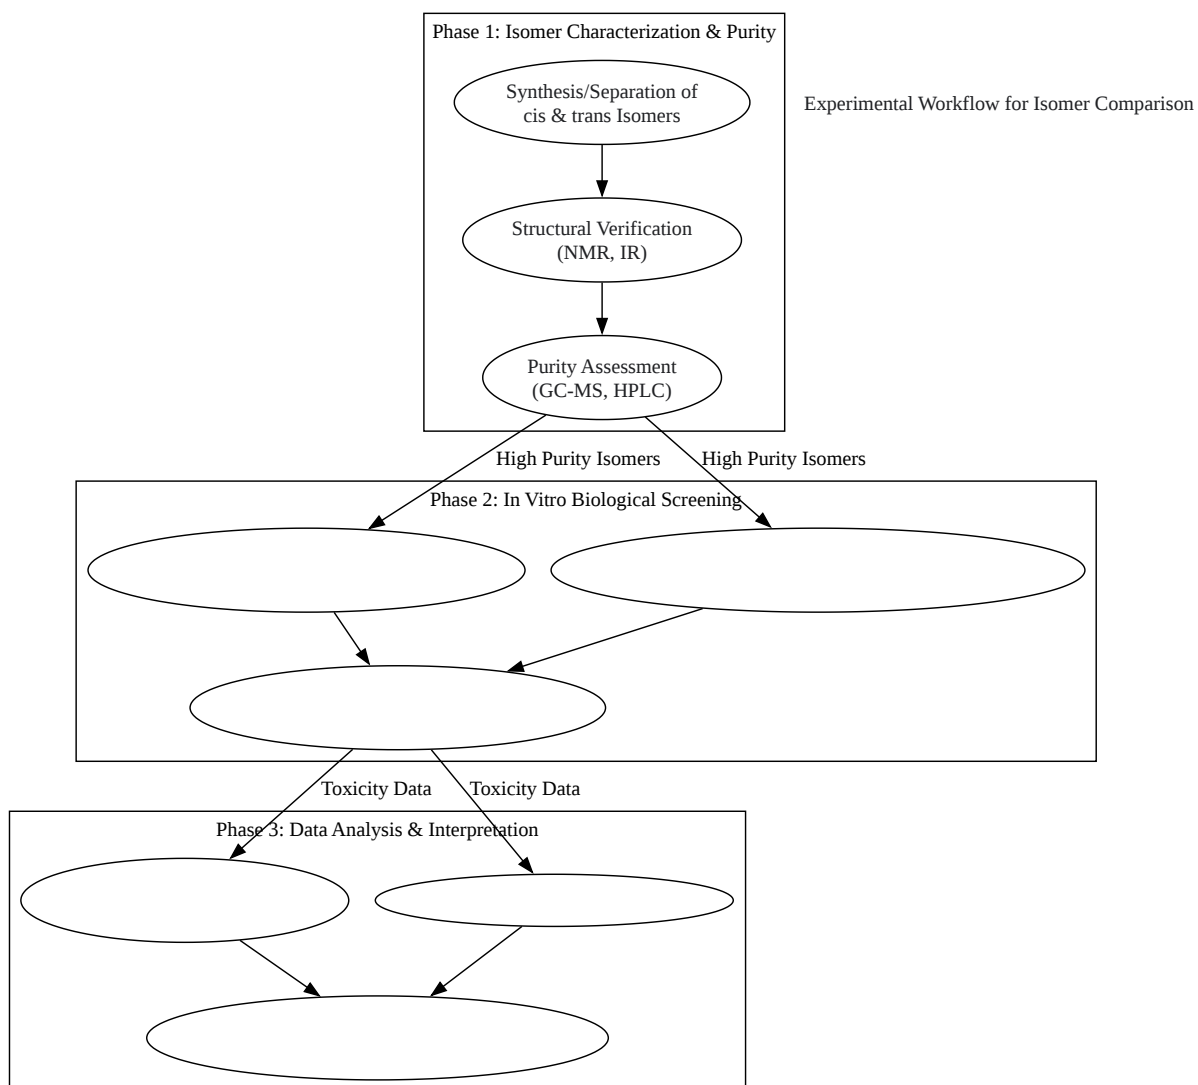 Phase 1: Isomer Characterization & Purity
Synthesis/Separation of
cis & trans Isomers
Experimental Workflow for Isomer Comparison
Structural Verification
(NMR, IR)
Purity Assessment
(GC-MS, HPLC)
High Purity Isomers
High Purity Isomers
Phase 2: In Vitro Biological Screening
Toxicity Data
Toxicity Data
Phase 3: Data Analysis & Interpretation